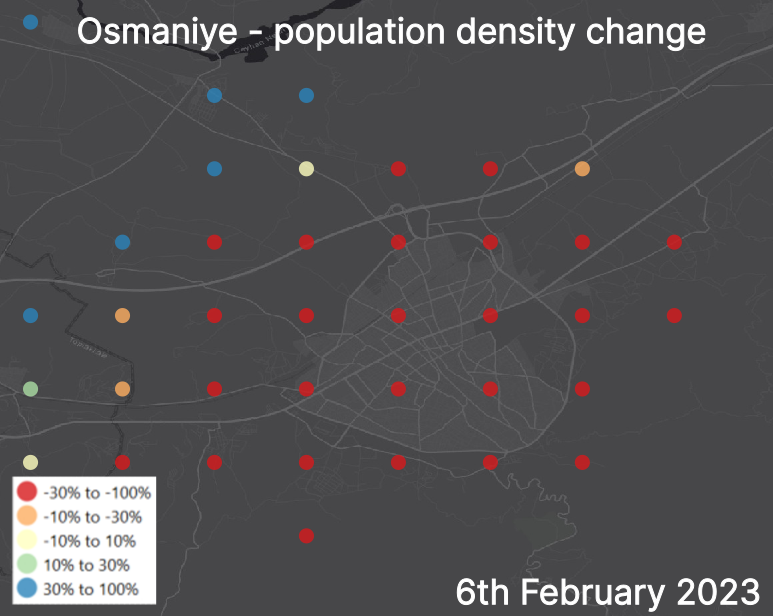 Osmaniye - population density change
-30% to -100%
-10% to -30%
-10% to 10%
10% to 30%
30% to 100%
6th February 2023